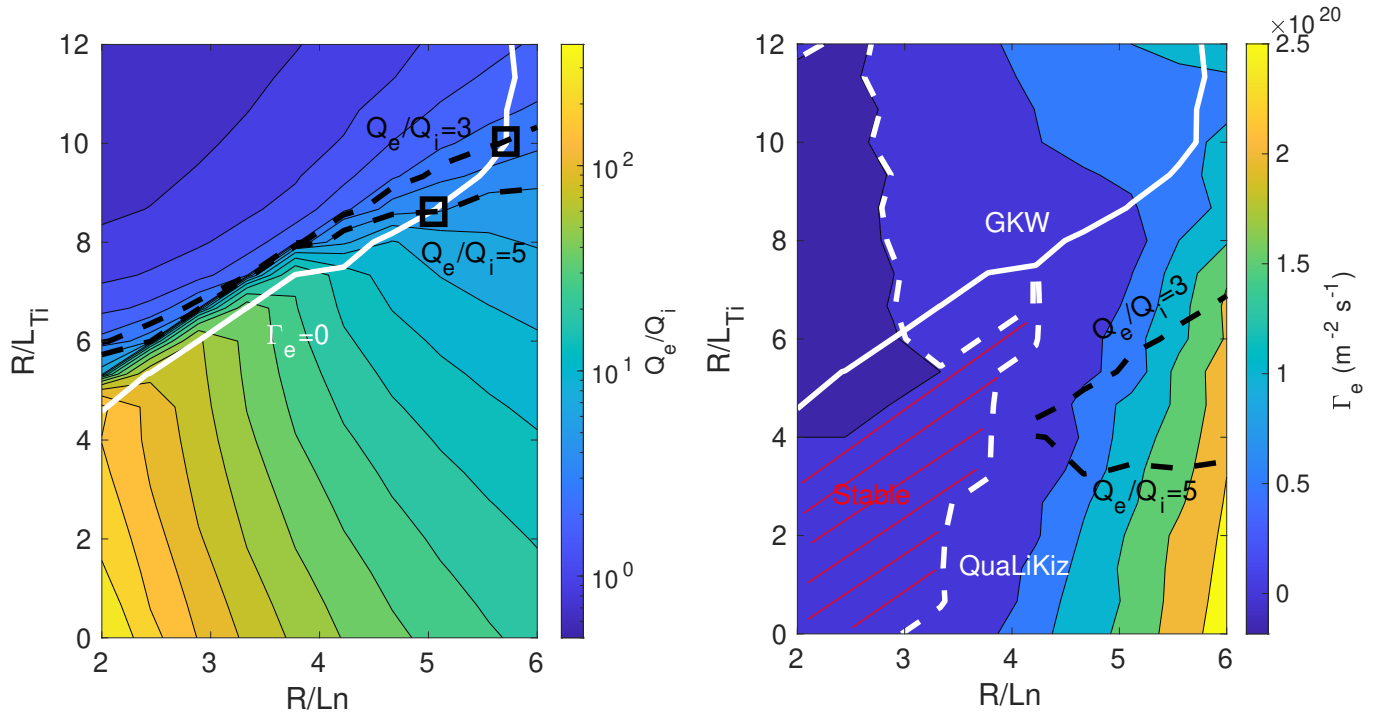 12
10
8
6
4
2
0
R/L_Ti
2
3
4
5
6
R/Ln
Q_e/Q_i=3
Q_e/Q_i=5
Γ_e=0
10^2
10^1
10^0
Q_e/Q_i
12
10
8
6
4
2
0
R/L_Ti
2
3
4
5
6
R/Ln
GKW
Q_e/Q_i=3
Stable
Q_e/Q_i=5
QuaLiKiz
×10^20
2.5
2
1.5
1
0.5
0
Γ_e (m^-2 s^-1)